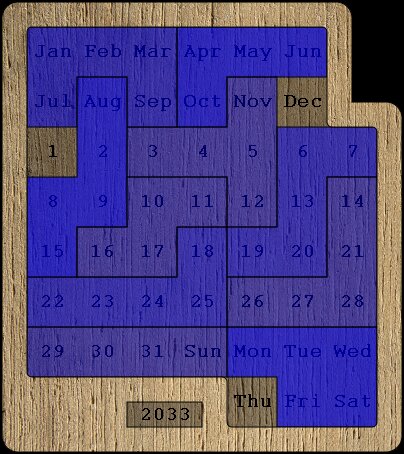 Jan Feb Mar Apr May Jun
Jul Aug Sep Oct Nov Dec
1 2 3 4 5 6 7
8 9 10 11 12 13 14
15 16 17 18 19 20 21
22 23 24 25 26 27 28
29 30 31 Sun Mon Tue Wed
Thu Fri Sat
2033